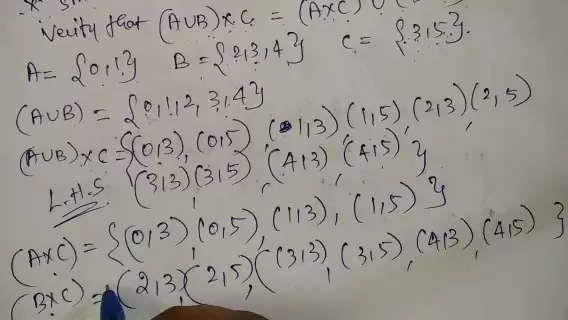 Verify that (A∪B)×C = (A×C) ∪
A = {0,1} B = {2,3,4} C = {3,5}.
(A∪B) = {0,1,2,3,4}
(A∪B)×C = {(0,3),(0,5),(1,3)(1,5)(2,3)(2,5)
(3,3)(3,5),(4,3),(4,5)}
L.H.S
(A×C) = {(0,3),(0,5),(1,3),(1,5)}
(B×C) = (2,3),(2,5),((3,3),(3,5),(4,3),(4,5)}